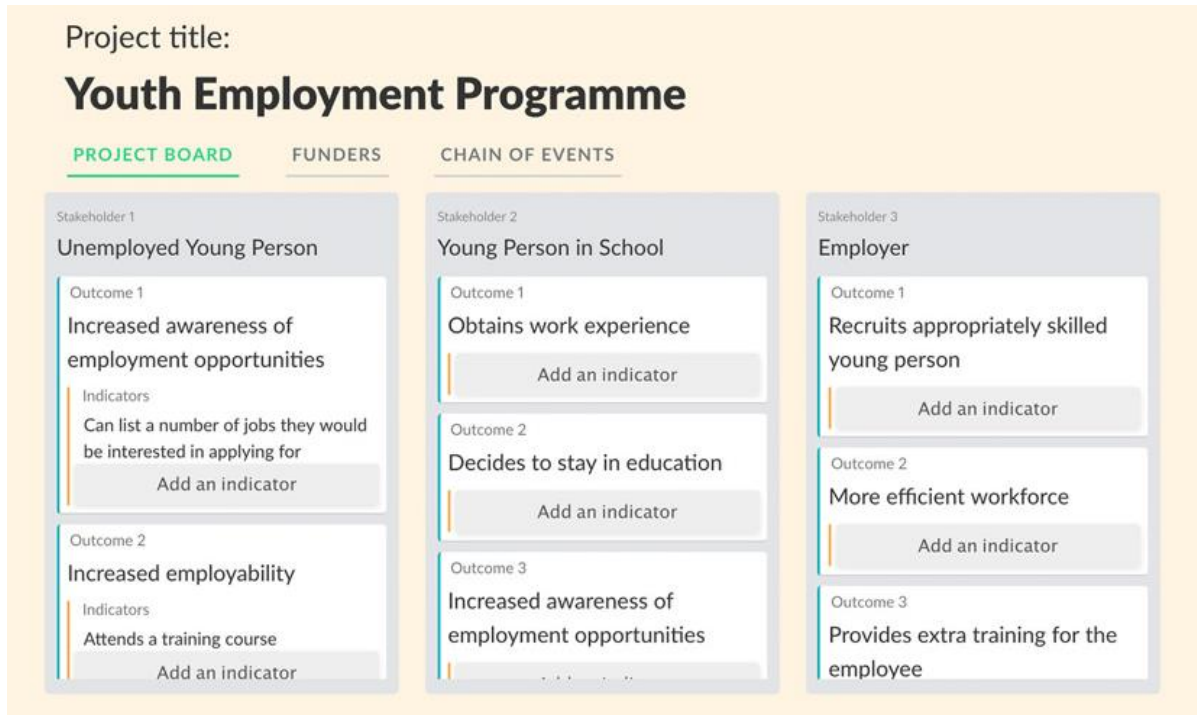 Project title:
Youth Employment Programme
PROJECT BOARD FUNDERS CHAIN OF EVENTS
Stakeholder 1
Unemployed Young Person
Outcome 1
Increased awareness of
employment opportunities
Indicators
Can list a number of jobs they would
be interested in applying for
Add an indicator
Outcome 2
Increased employability
Indicators
Attends a training course
Add an indicator
Stakeholder 2
Young Person in School
Outcome 1
Obtains work experience
Add an indicator
Outcome 2
Decides to stay in education
Add an indicator
Outcome 3
Increased awareness of
employment opportunities
Stakeholder 3
Employer
Outcome 1
Recruits appropriately skilled
young person
Add an indicator
Outcome 2
More efficient workforce
Add an indicator
Outcome 3
Provides extra training for the
employee